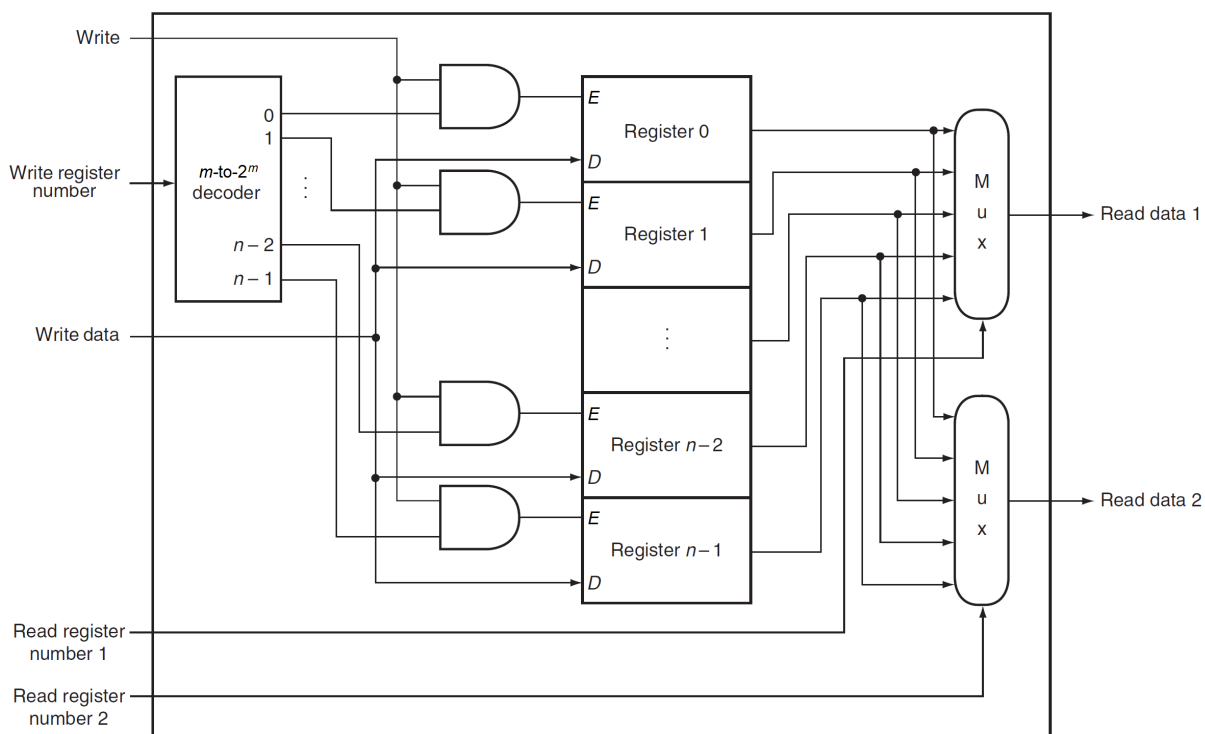 Write
Write register
number
m-to-2^m
decoder
0
1
⋮
n – 2
n – 1
Write data
E
Register 0
D
E
Register 1
D
⋮
E
Register n – 2
D
E
Register n – 1
D
M
u
x
Read data 1
M
u
x
Read data 2
Read register
number 1
Read register
number 2